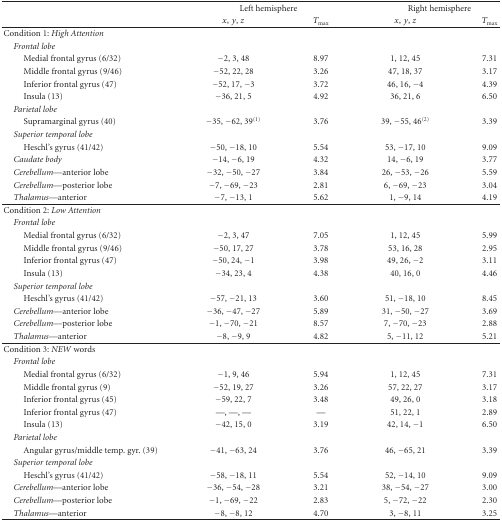 Left hemisphere Right hemisphere
x, y, z Tmax x, y, z Tmax
Condition 1: High Attention
Frontal lobe
Medial frontal gyrus (6/32) −2, 3, 48 8.97 1, 12, 45 7.31
Middle frontal gyrus (9/46) −52, 22, 28 3.26 47, 18, 37 3.17
Inferior frontal gyrus (47) −52, 17, −3 3.72 46, 16, −4 4.39
Insula (13) −36, 21, 5 4.92 36, 21, 6 6.50
Parietal lobe
Supramarginal gyrus (40) −35, −62, 39(1) 3.76 39, −55, 46(2) 3.39
Superior temporal lobe
Heschl's gyrus (41/42) −50, −18, 10 5.54 53, −17, 10 9.09
Caudate body −14, −6, 19 4.32 14, −6, 19 3.77
Cerebellum—anterior lobe −32, −50, −27 3.84 26, −53, −26 5.59
Cerebellum—posterior lobe −7, −69, −23 2.81 6, −69, −23 3.04
Thalamus—anterior −7, −13, 1 5.62 1, −9, 14 4.19
Condition 2: Low Attention
Frontal lobe
Medial frontal gyrus (6/32) −2, 3, 47 7.05 1, 12, 45 5.99
Middle frontal gyrus (9/46) −50, 17, 27 3.78 53, 16, 28 2.95
Inferior frontal gyrus (47) −50, 24, −1 3.98 49, 26, −2 3.11
Insula (13) −34, 23, 4 4.38 40, 16, 0 4.46
Superior temporal lobe
Heschl's gyrus (41/42) −57, −21, 13 3.60 51, −18, 10 8.45
Cerebellum—anterior lobe −36, −47, −27 5.89 31, −50, −27 3.69
Cerebellum—posterior lobe −1, −70, −21 8.57 7, −70, −23 2.88
Thalamus—anterior −8, −9, 9 4.82 5, −11, 12 5.21
Condition 3: NEW words
Frontal lobe
Medial frontal gyrus (6/32) −1, 9, 46 5.94 1, 12, 45 7.31
Middle frontal gyrus (9) −52, 19, 27 3.26 57, 22, 27 3.17
Inferior frontal gyrus (45) −59, 22, 7 3.48 49, 26, 0 3.18
Inferior frontal gyrus (47) —, —, — — 51, 22, 1 2.89
Insula (13) −42, 15, 0 3.19 42, 14, −1 6.50
Parietal lobe
Angular gyrus/middle temp. gyr. (39) −41, −63, 24 3.76 46, −65, 21 3.39
Superior temporal lobe
Heschl's gyrus (41/42) −58, −18, 11 5.54 52, −14, 10 9.09
Cerebellum—anterior lobe −36, −54, −28 3.21 38, −54, −27 3.00
Cerebellum—posterior lobe −1, −69, −22 2.83 5, −72, −22 2.30
Thalamus—anterior −8, −8, 12 4.70 3, −8, 11 3.25